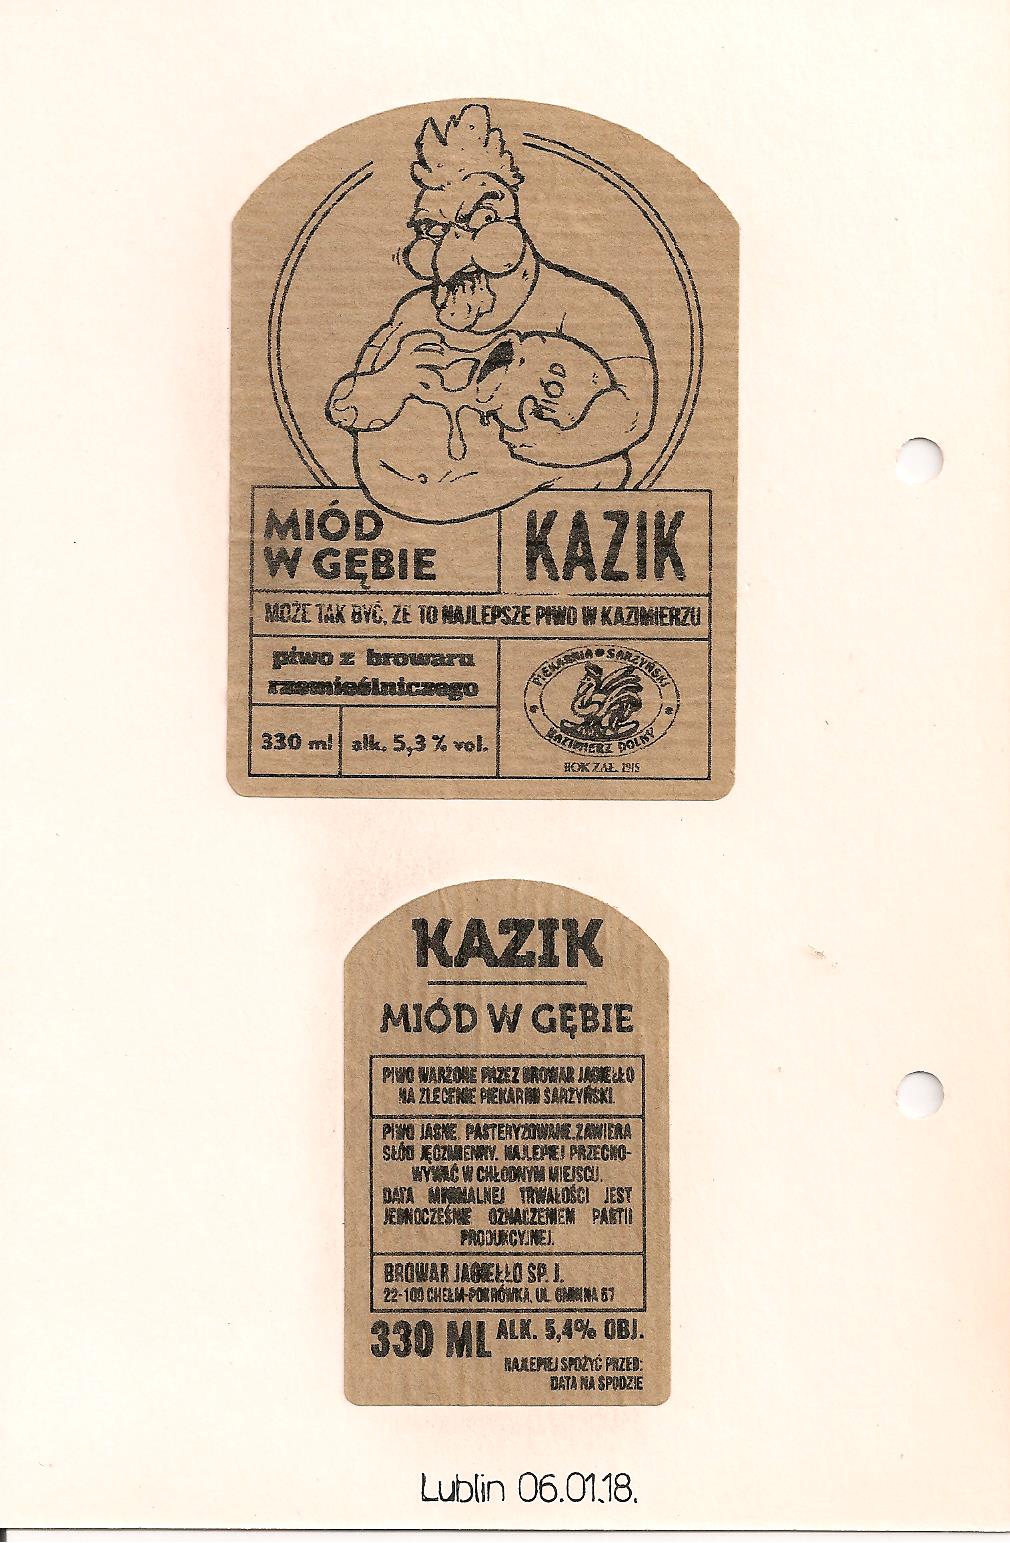 MIÓD
MIÓD
W GĘBIE
KAZIK
MOŻE TAK BYĆ, ŻE TO NAJLEPSZE PIWO W KAZIMIERZU
piwo z browaru
rzemieślniczego
330 ml
alk. 5,3 % vol.
PIEKARNIA • SARZYŃSKI
KAZIMIERZ DOLNY
ROK ZAŁ. 1915
KAZIK
MIÓD W GĘBIE
PIWO WARZONE PRZEZ BROWAR JAGIEŁŁO
NA ZLECENIE PIEKARNI SARZYŃSKI.
PIWO JASNE, PASTERYZOWANE.ZAWIERA
SŁÓD JĘCZMIENNY. NAJLEPIEJ PRZECHO-
WYWAĆ W CHŁODNYM MIEJSCU.
DATA MINIMALNEJ TRWAŁOŚCI JEST
JEDNOCZEŚNIE OZNACZENIEM PARTII
PRODUKCYJNEJ.
BROWAR JAGIEŁŁO SP. J.
22-100 CHEŁM-POKRÓWKA, UL. GMINNA 67
330 ML
ALK. 5,4% OBJ.
NAJLEPIEJ SPOŻYĆ PRZED:
DATA NA SPODZIE
Lublin 06.01.18.